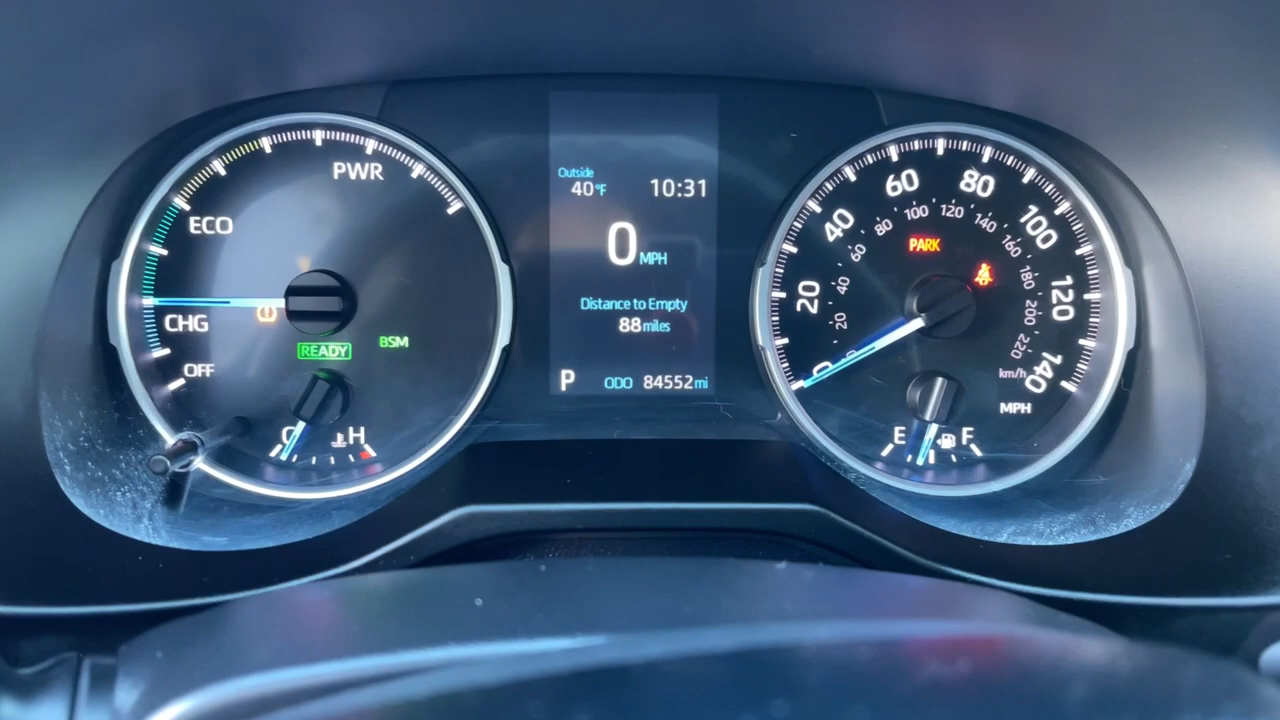 PWR
ECO
CHG
OFF
READY
BSM
C
H
Outside
40°F
10:31
0 MPH
Distance to Empty
88 miles
P
ODO 84552 mi
0
20
40
60
80
100
120
140
20
40
60
80
100
120
140
160
180
200
220
km/h
MPH
PARK
E
F